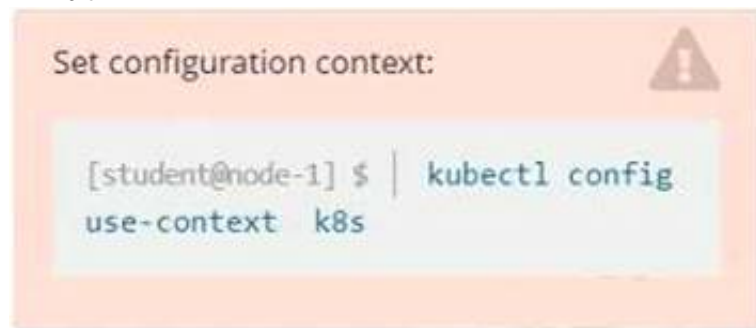 Set configuration context:
[student@node-1] $ | kubectl config
use-context k8s